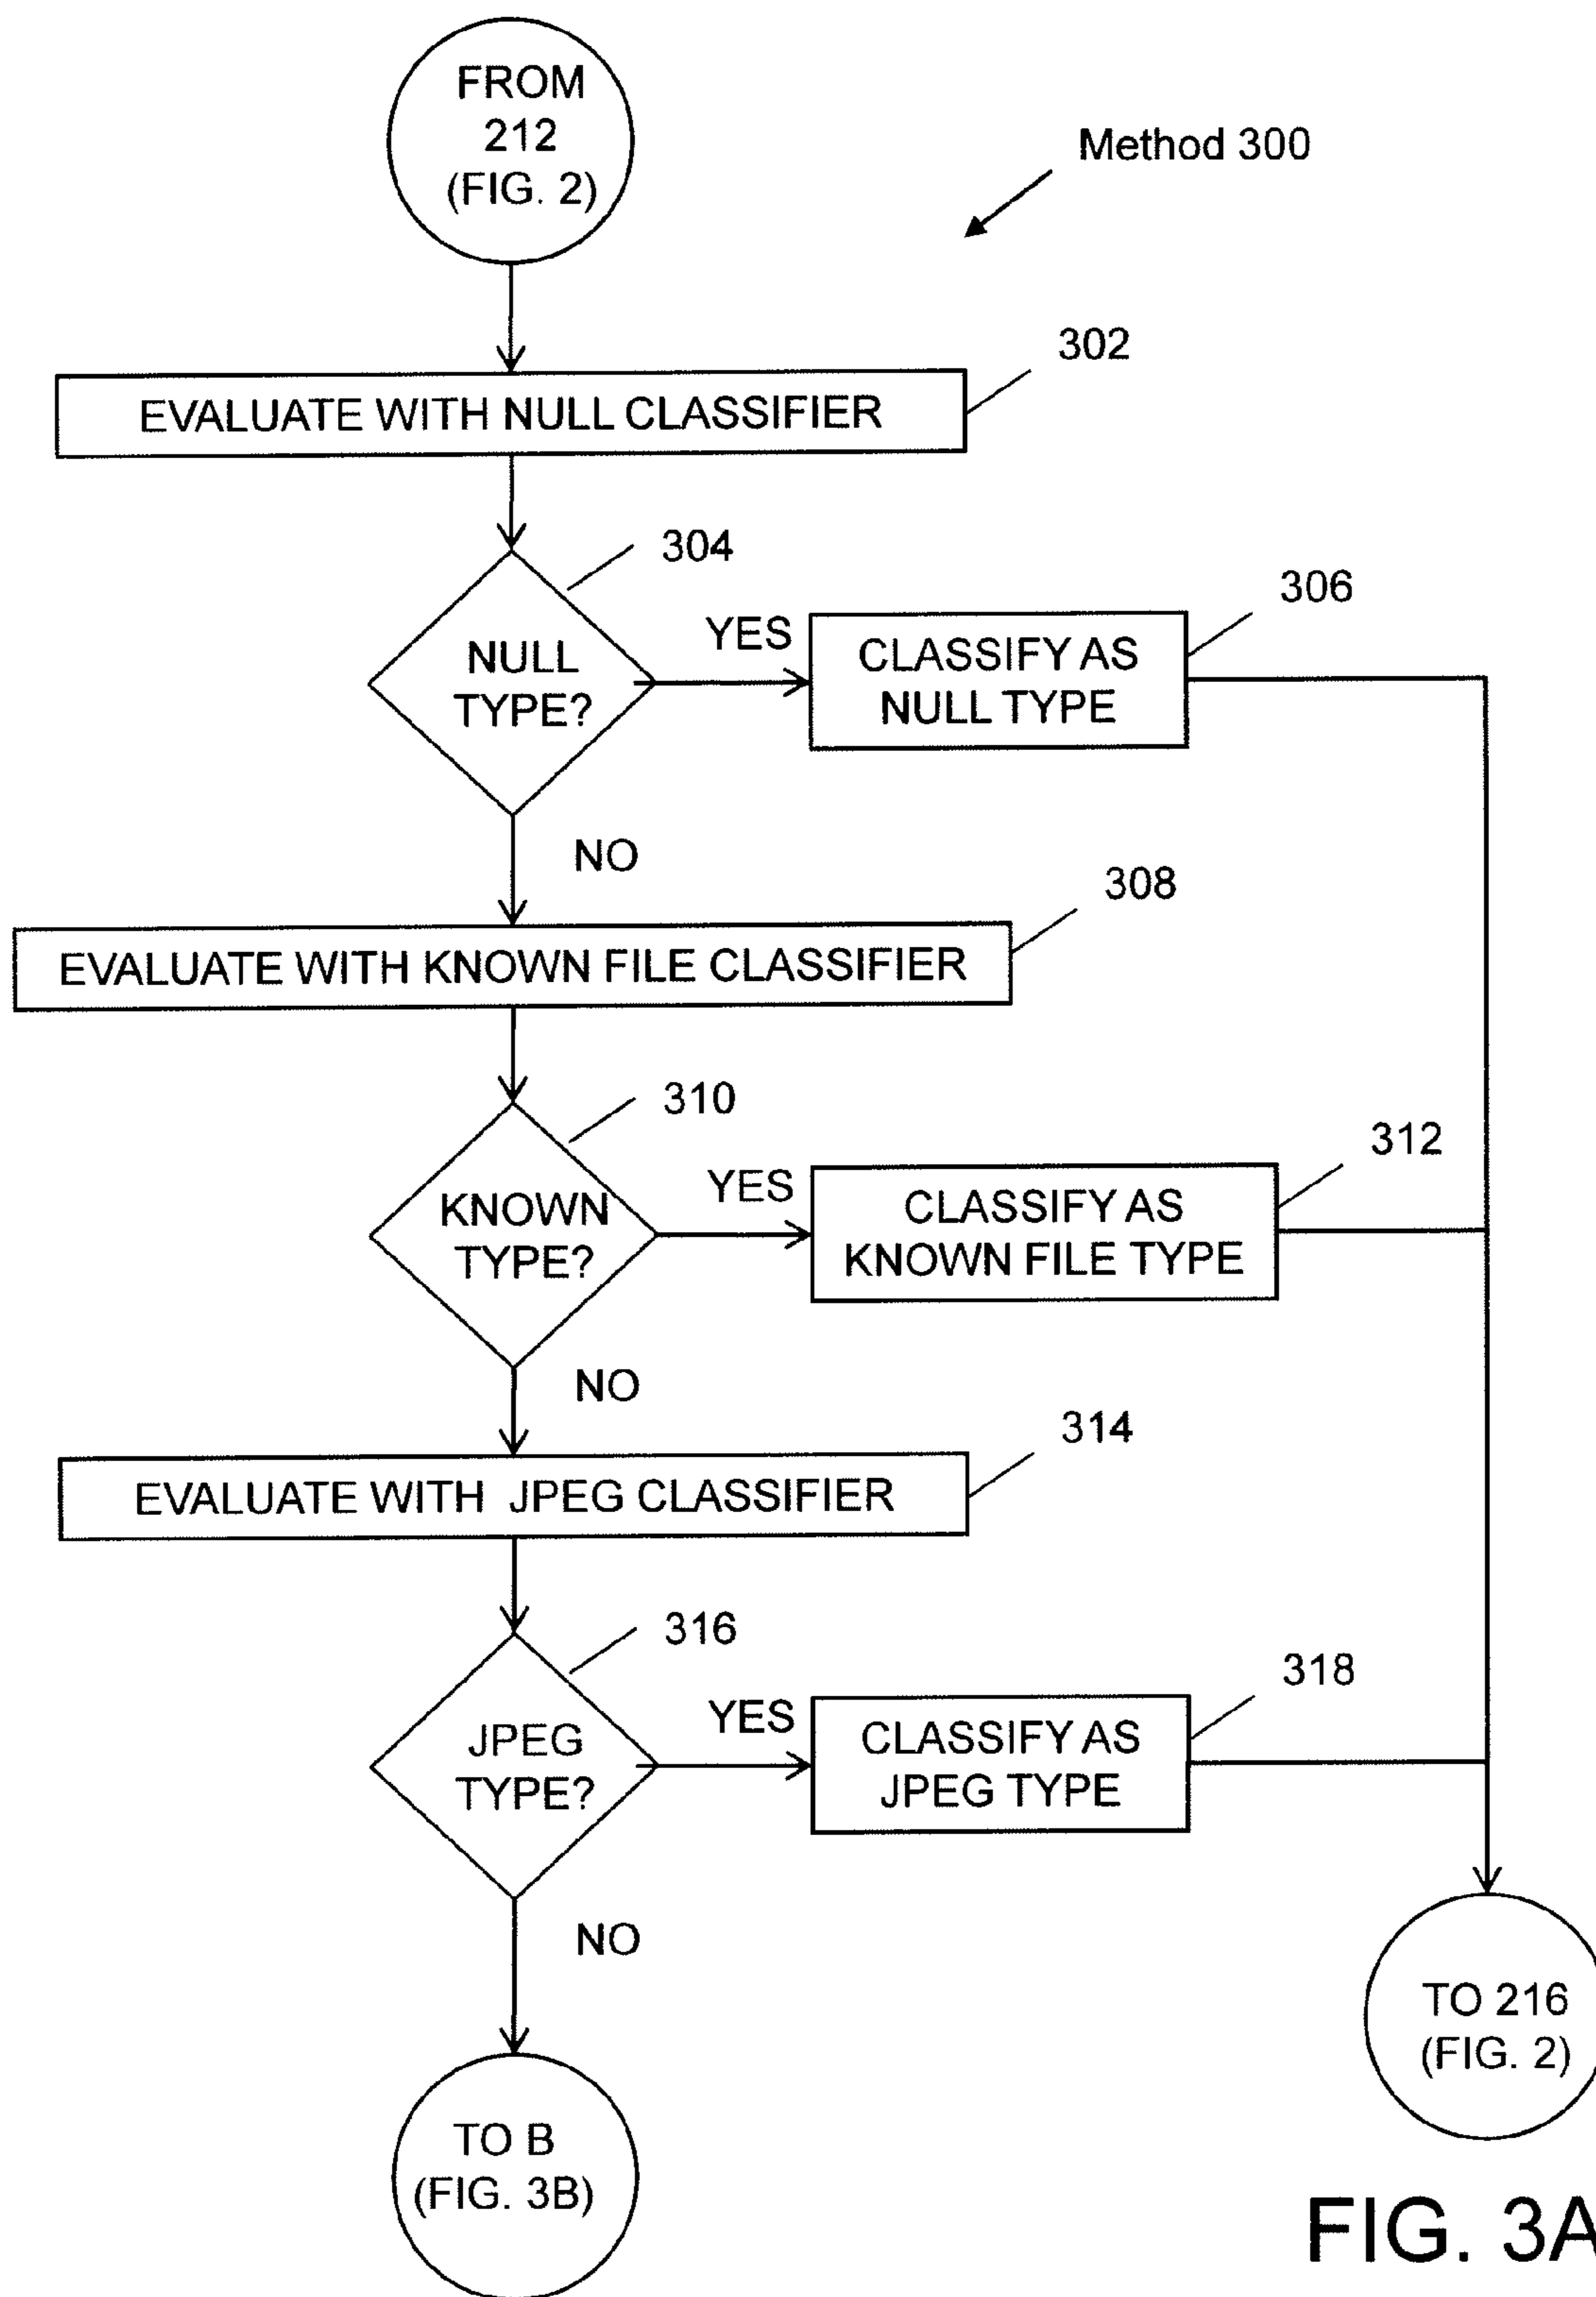 FROM
212
(FIG. 2)
Method 300
302
EVALUATE WITH NULL CLASSIFIER
304
NULL
TYPE?
YES
306
CLASSIFY AS
NULL TYPE
NO
308
EVALUATE WITH KNOWN FILE CLASSIFIER
310
KNOWN
TYPE?
YES
312
CLASSIFY AS
KNOWN FILE TYPE
NO
314
EVALUATE WITH JPEG CLASSIFIER
316
JPEG
TYPE?
YES
318
CLASSIFY AS
JPEG TYPE
NO
TO 216
(FIG. 2)
TO B
(FIG. 3B)
FIG. 3A